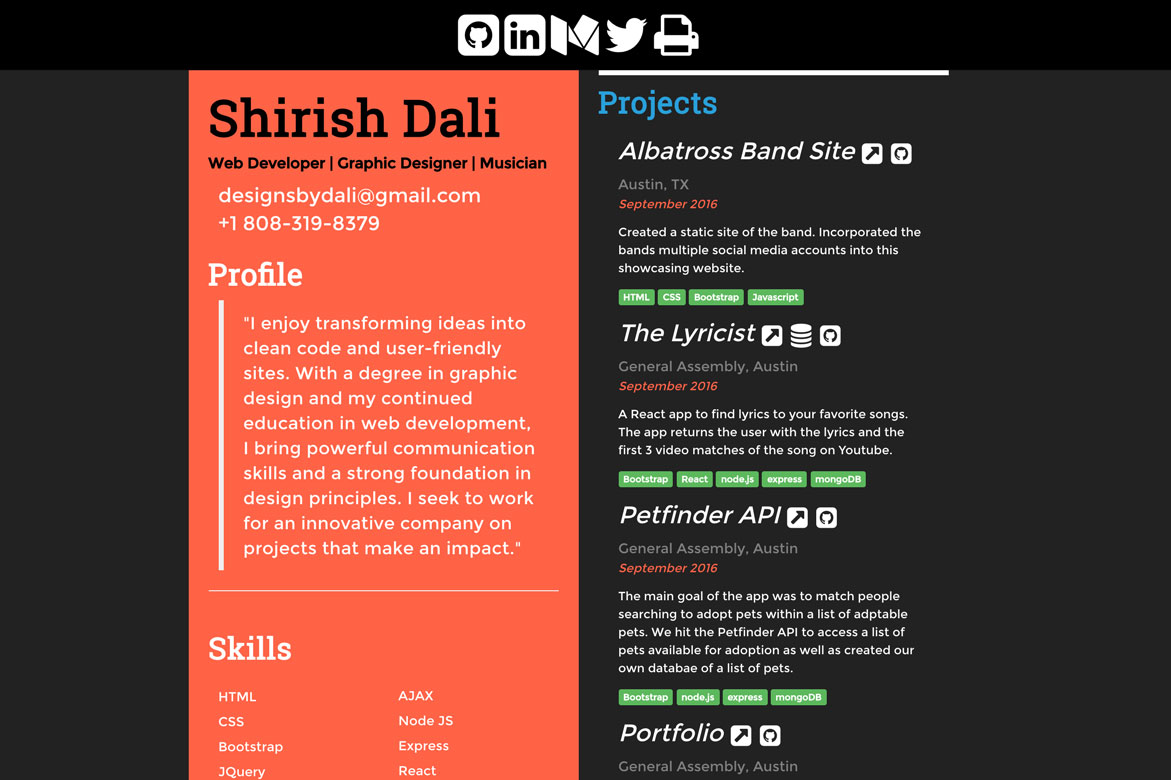 in
Shirish Dali
Web Developer | Graphic Designer | Musician
designsbydali@gmail.com
+1 808-319-8379
Profile
"I enjoy transforming ideas into
clean code and user-friendly
sites. With a degree in graphic
design and my continued
education in web development,
I bring powerful communication
skills and a strong foundation in
design principles. I seek to work
for an innovative company on
projects that make an impact."
Skills
HTML
CSS
Bootstrap
JQuery
AJAX
Node JS
Express
React
Projects
Albatross Band Site
Austin, TX
September 2016
Created a static site of the band. Incorporated the
bands multiple social media accounts into this
showcasing website.
HTML CSS Bootstrap Javascript
The Lyricist
General Assembly, Austin
September 2016
A React app to find lyrics to your favorite songs.
The app returns the user with the lyrics and the
first 3 video matches of the song on Youtube.
Bootstrap React node.js express mongoDB
Petfinder API
General Assembly, Austin
September 2016
The main goal of the app was to match people
searching to adopt pets within a list of adptable
pets. We hit the Petfinder API to access a list of
pets available for adoption as well as created our
own databae of a list of pets.
Bootstrap node.js express mongoDB
Portfolio
General Assembly, Austin